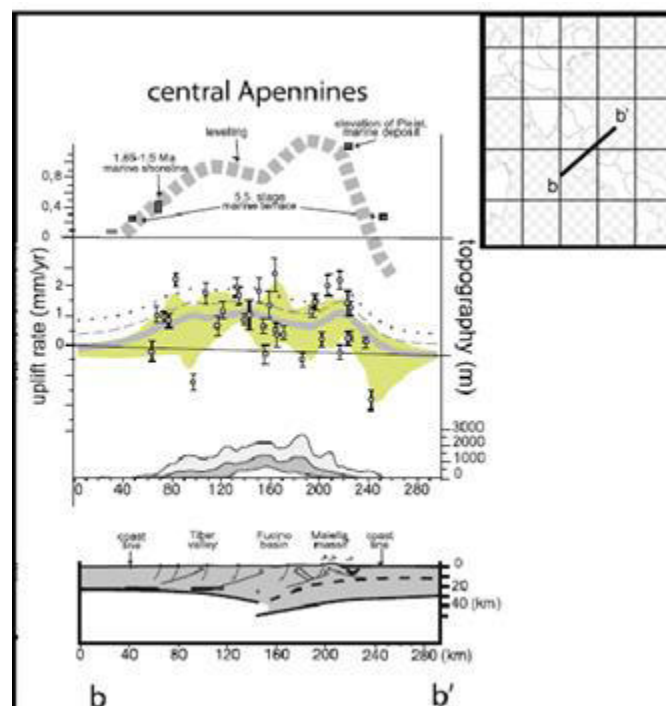 central Apennines
elevation of Pleist.
marine deposit
levelling
1.65-1.5 Ma
marine shoreline
5.5. stage
marine terrace
0,8
0,4
0
b'
b
uplift rate (mm/yr)
2
1
0
topography (m)
3000
2000
1000
0
0 40 80 120 160 200 240 280
coast line
Tiber valley
Fucino basin
Maiella massif
coast line
0
20
40 (km)
0 40 80 120 160 200 240 280 (km)
b b'